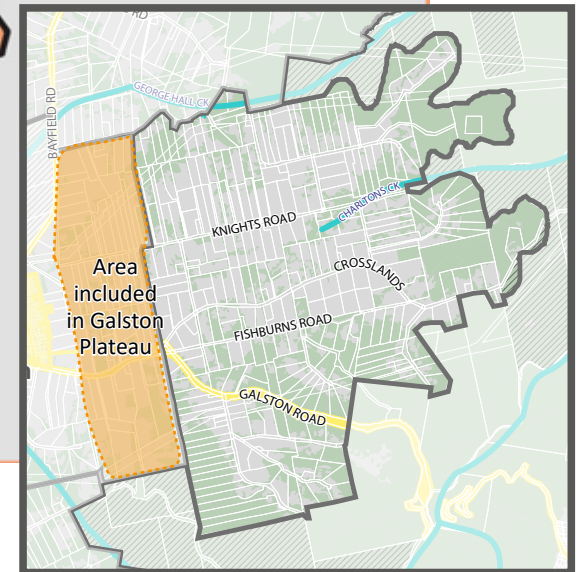 RD
GEORGE HALL CK
BAYFIELD RD
CHARLTONS CK
KNIGHTS ROAD
Area
included
in Galston
Plateau
CROSSLANDS
FISHBURNS ROAD
GALSTON ROAD